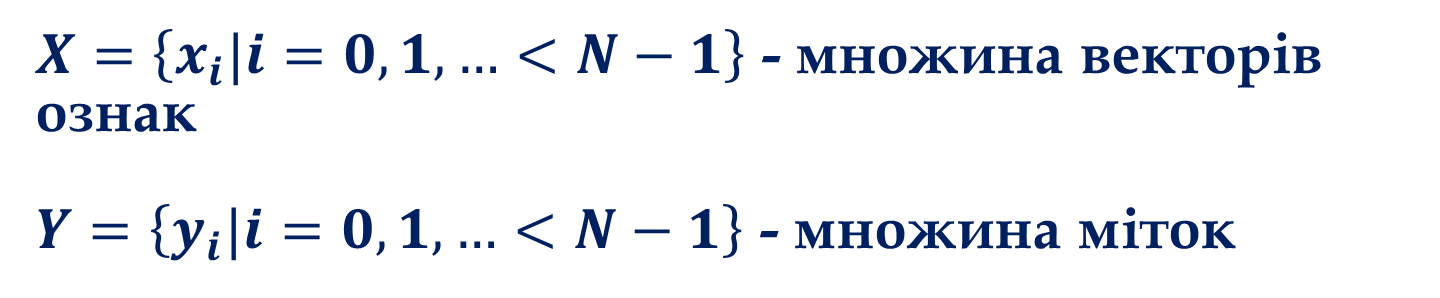 X = {xᵢ|i = 0, 1, … < N − 1} - множина векторів
ознак
Y = {yᵢ|i = 0, 1, … < N − 1} - множина міток